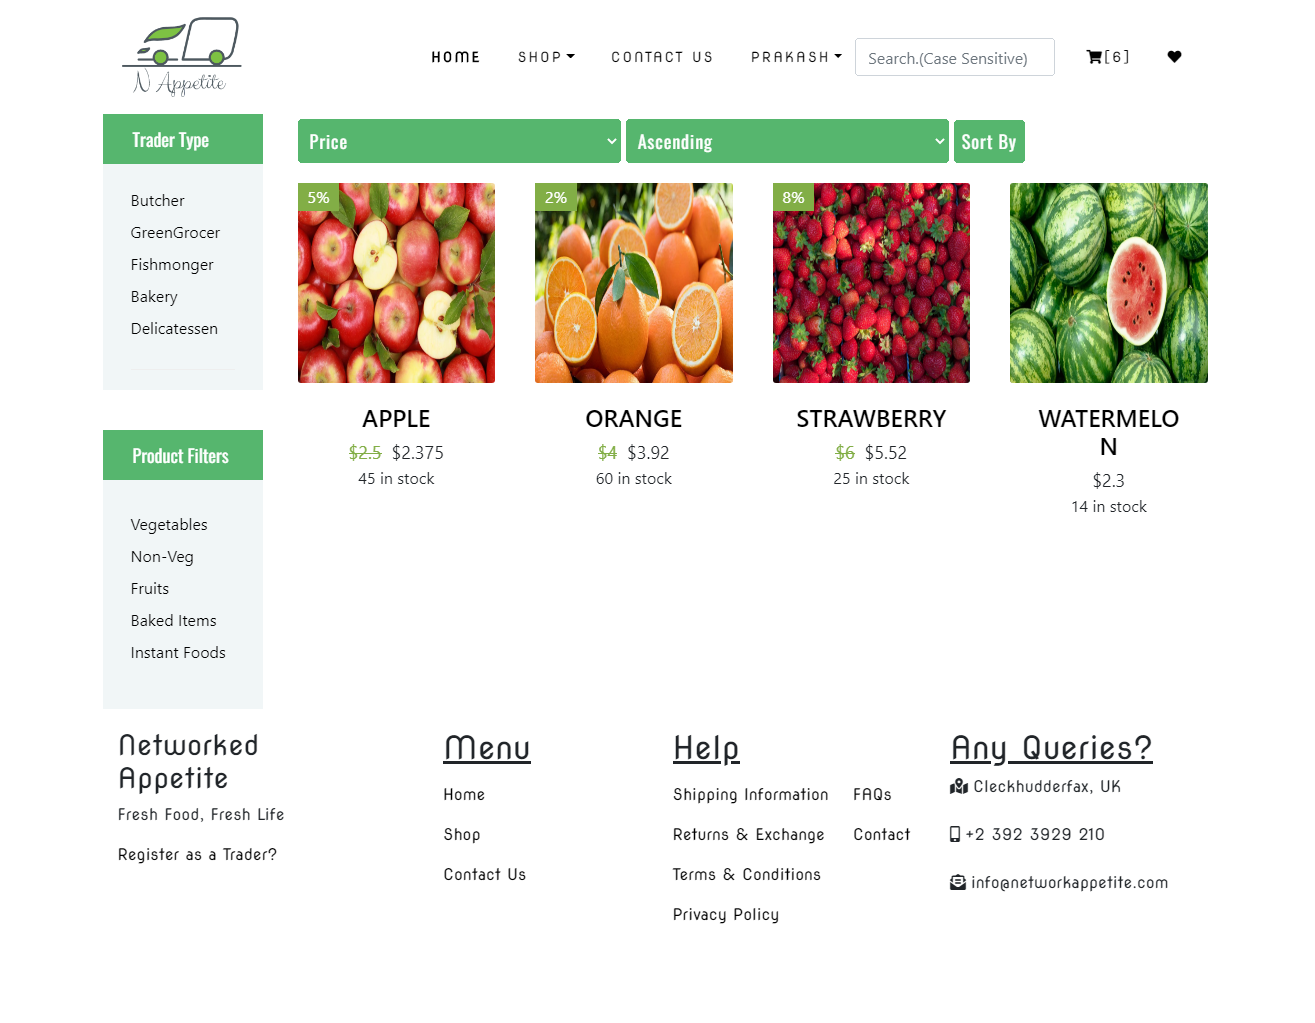 N Appetite
HOME
SHOP
CONTACT US
PRAKASH
Search.(Case Sensitive)
[6]
Trader Type
Butcher
GreenGrocer
Fishmonger
Bakery
Delicatessen
Product Filters
Vegetables
Non-Veg
Fruits
Baked Items
Instant Foods
Price
Ascending
Sort By
5%
2%
8%
APPLE
$2.5 $2.375
45 in stock
ORANGE
$4 $3.92
60 in stock
STRAWBERRY
$6 $5.52
25 in stock
WATERMELO
N
$2.3
14 in stock
Networked
Appetite
Fresh Food, Fresh Life
Register as a Trader?
Menu
Home
Shop
Contact Us
Help
Shipping Information
Returns & Exchange
Terms & Conditions
Privacy Policy
FAQs
Contact
Any Queries?
Cleckhudderfax, UK
+2 392 3929 210
info@networkappetite.com